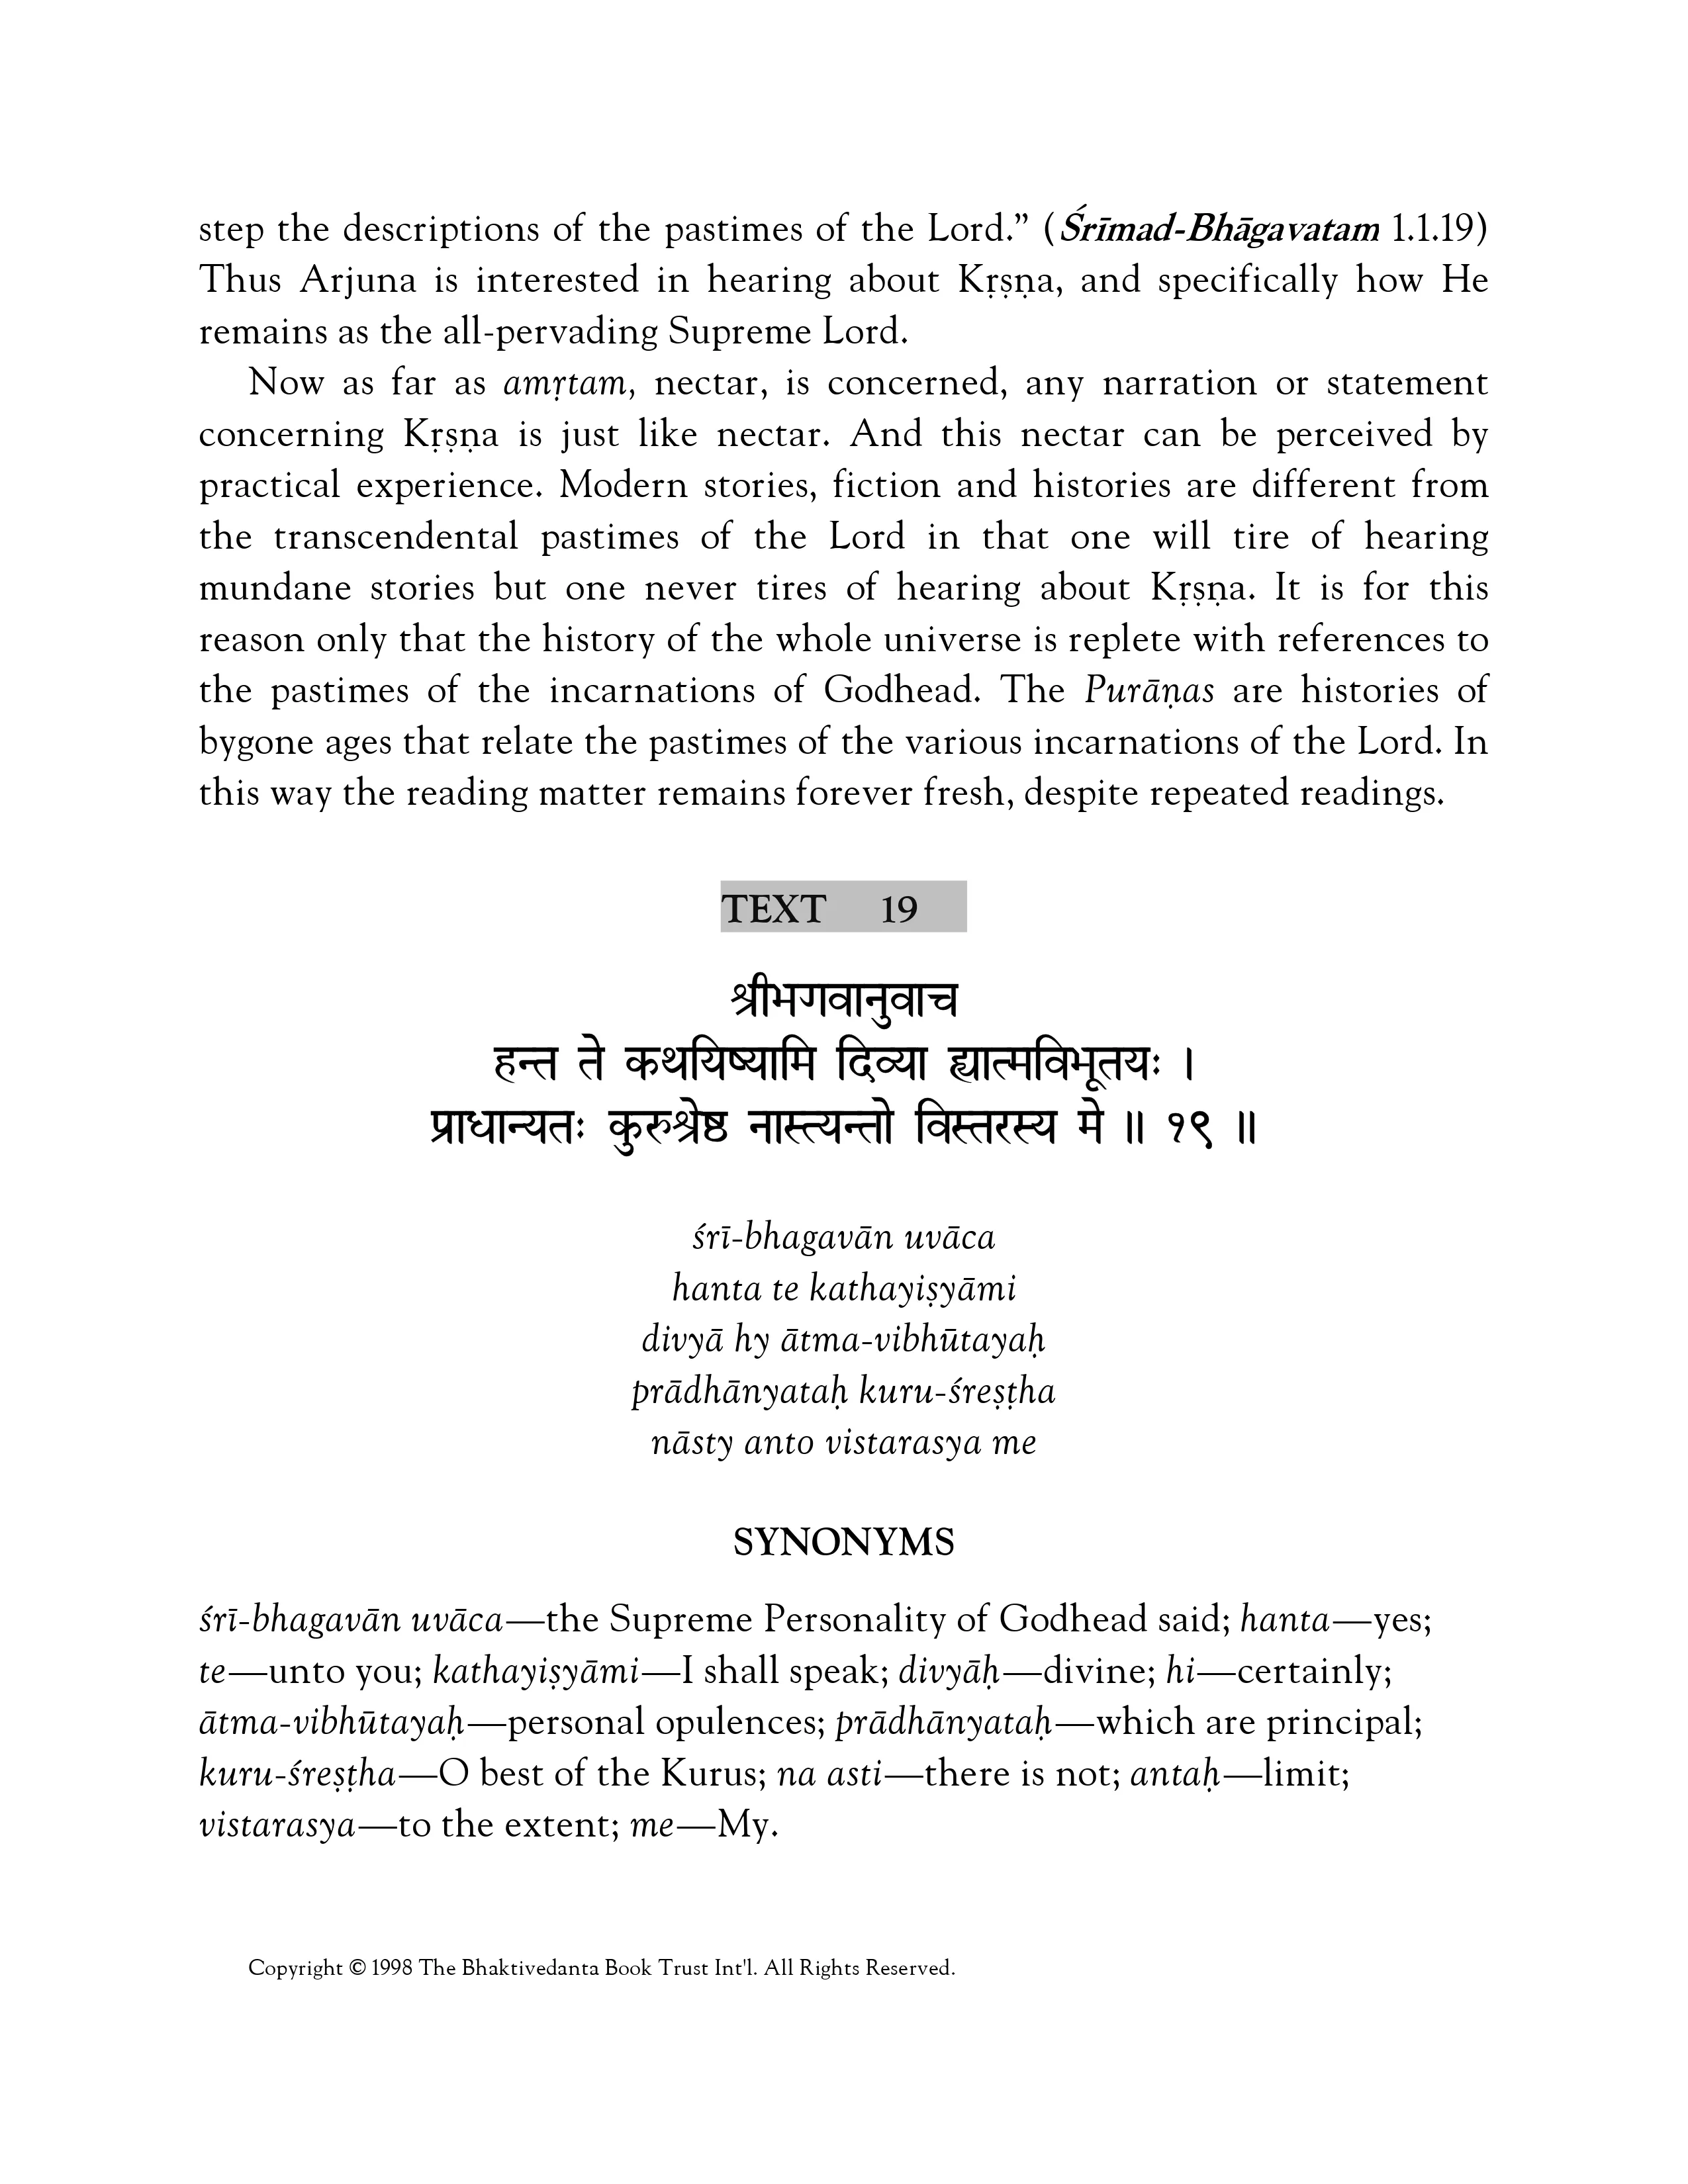 step the descriptions of the pastimes of the Lord.” (Śrīmad-Bhāgavatam 1.1.19)
Thus Arjuna is interested in hearing about Kṛṣṇa, and specifically how He
remains as the all-pervading Supreme Lord.
Now as far as amṛtam, nectar, is concerned, any narration or statement
concerning Kṛṣṇa is just like nectar. And this nectar can be perceived by
practical experience. Modern stories, fiction and histories are different from
the transcendental pastimes of the Lord in that one will tire of hearing
mundane stories but one never tires of hearing about Kṛṣṇa. It is for this
reason only that the history of the whole universe is replete with references to
the pastimes of the incarnations of Godhead. The Purāṇas are histories of
bygone ages that relate the pastimes of the various incarnations of the Lord. In
this way the reading matter remains forever fresh, despite repeated readings.
TEXT 19
श्रीभगवानुवाच
हन्त ते कथयिष्यामि दिव्या ह्यात्मविभूतयः ।
प्राधान्यतः कुरुश्रेष्ठ नास्त्यन्तो विस्तरस्य मे ॥ १९ ॥
śrī-bhagavān uvāca
hanta te kathayiṣyāmi
divyā hy ātma-vibhūtayaḥ
prādhānyataḥ kuru-śreṣṭha
nāsty anto vistarasya me
SYNONYMS
śrī-bhagavān uvāca—the Supreme Personality of Godhead said; hanta—yes;
te—unto you; kathayiṣyāmi—I shall speak; divyāḥ—divine; hi—certainly;
ātma-vibhūtayaḥ—personal opulences; prādhānyataḥ—which are principal;
kuru-śreṣṭha—O best of the Kurus; na asti—there is not; antaḥ—limit;
vistarasya—to the extent; me—My.
Copyright © 1998 The Bhaktivedanta Book Trust Int'l. All Rights Reserved.